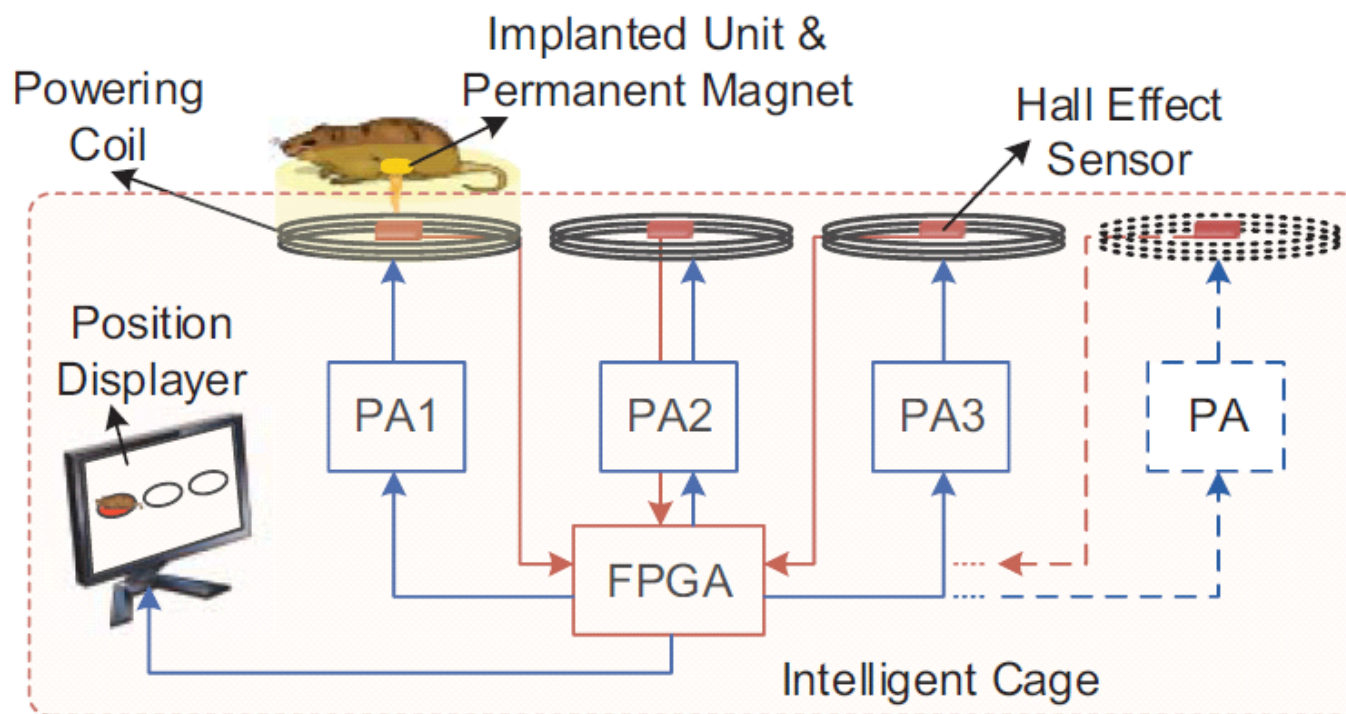 Implanted Unit &
Permanent Magnet
Powering
Coil
Hall Effect
Sensor
Position
Displayer
PA1
PA2
PA3
PA
FPGA
Intelligent Cage